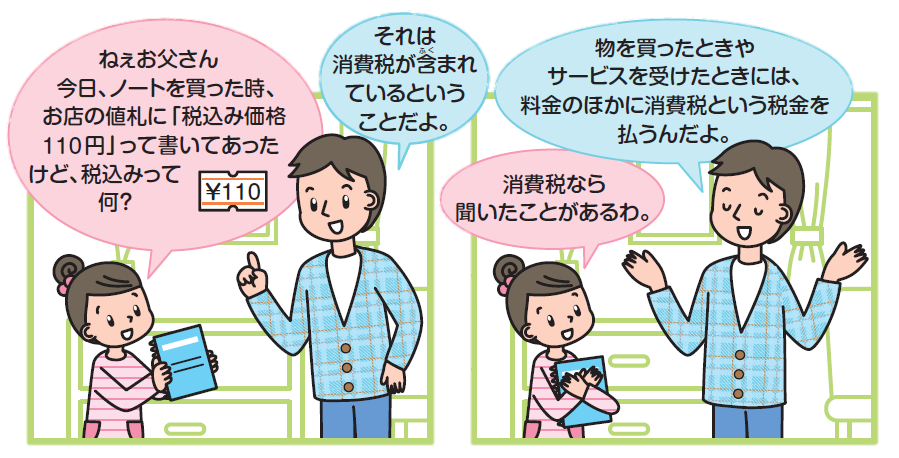 ねぇお父さん
今日、ノートを買った時、
お店の値札に「税込み価格
110円」って書いてあった
けど、税込みって
何？
¥110
それは
消費税が含まれ
ふく
ているという
ことだよ。
物を買ったときや
サービスを受けたときには、
料金のほかに消費税という税金を
払うんだよ。
消費税なら
聞いたことがあるわ。